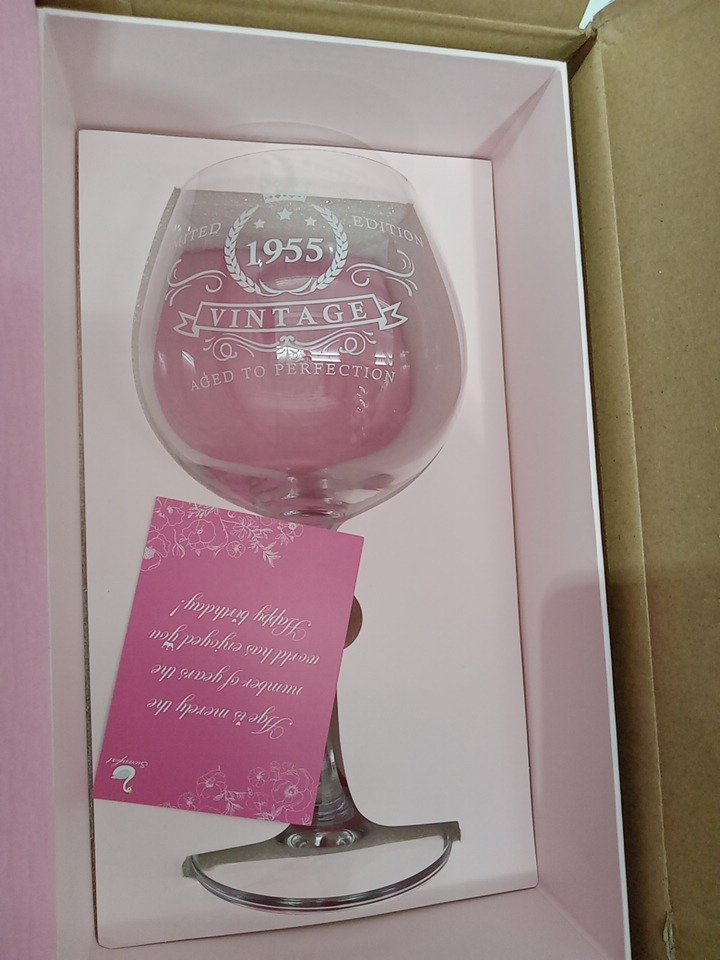 LIMITED EDITION
1955
VINTAGE
AGED TO PERFECTION
Age is merely the
number of years the
world has enjoyed you
Happy birthday!